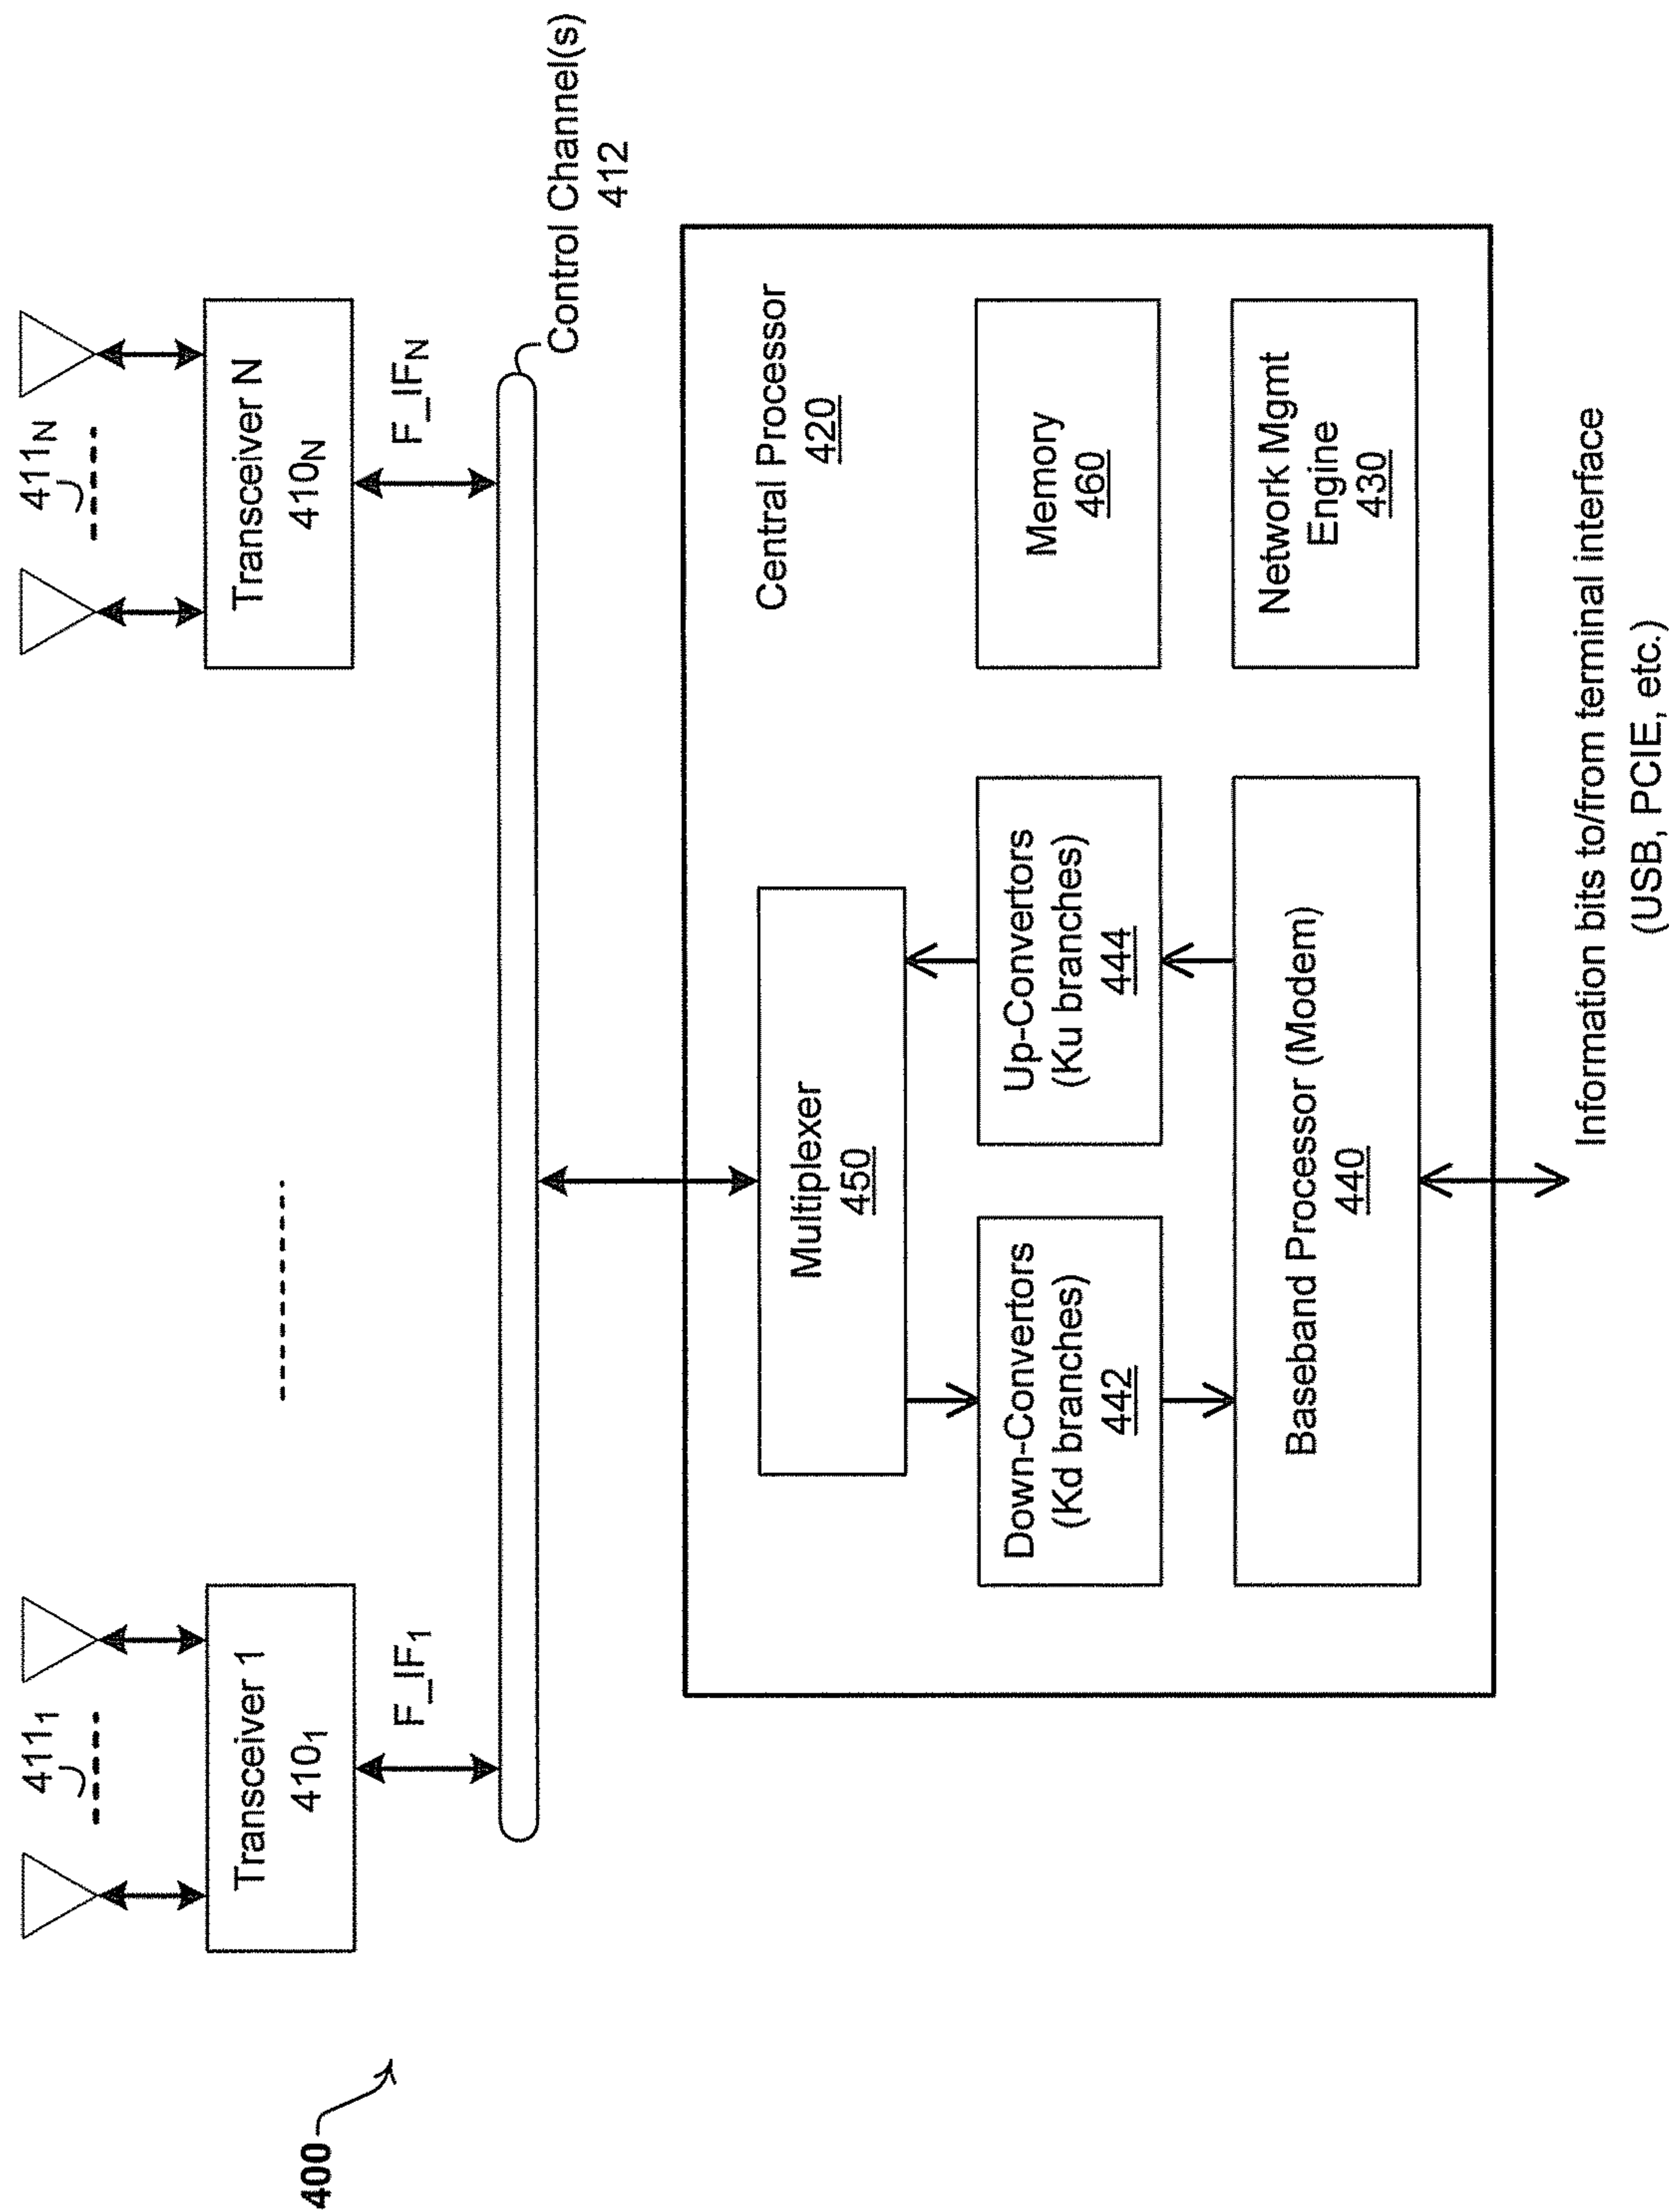 400
411₁
411N
Transceiver 1
410₁
Transceiver N
410N
F_IF₁
F_IFN
Control Channel(s)
412
Central Processor
420
Multiplexer
450
Down-Convertors
(Kd branches)
442
Up-Convertors
(Ku branches)
444
Memory
460
Baseband Processor (Modem)
440
Network Mgmt
Engine
430
Information bits to/from terminal interface
(USB, PCIE, etc.)